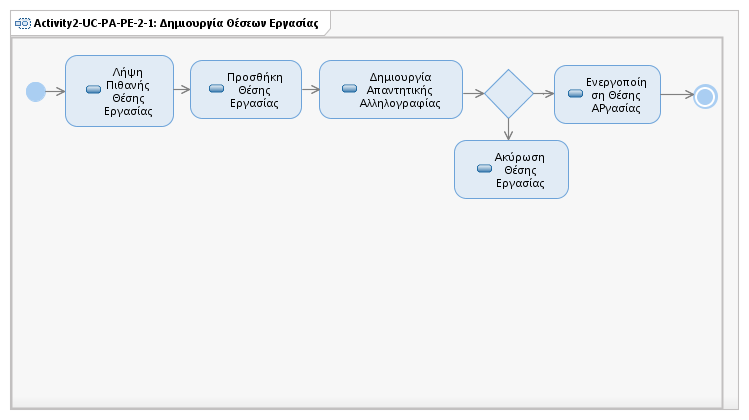 Activity2-UC-PA-PE-2-1: Δημιουργία Θέσεων Εργασίας
Λήψη
Πιθανής
Θέσης
Εργασίας
Προσθήκη
Θέσης
Εργασίας
Δημιουργία
Απαντητικής
Αλληλογραφίας
Ενεργοποίη
ση Θέσης
ΑΡγασίας
Ακύρωση
Θέσης
Εργασίας